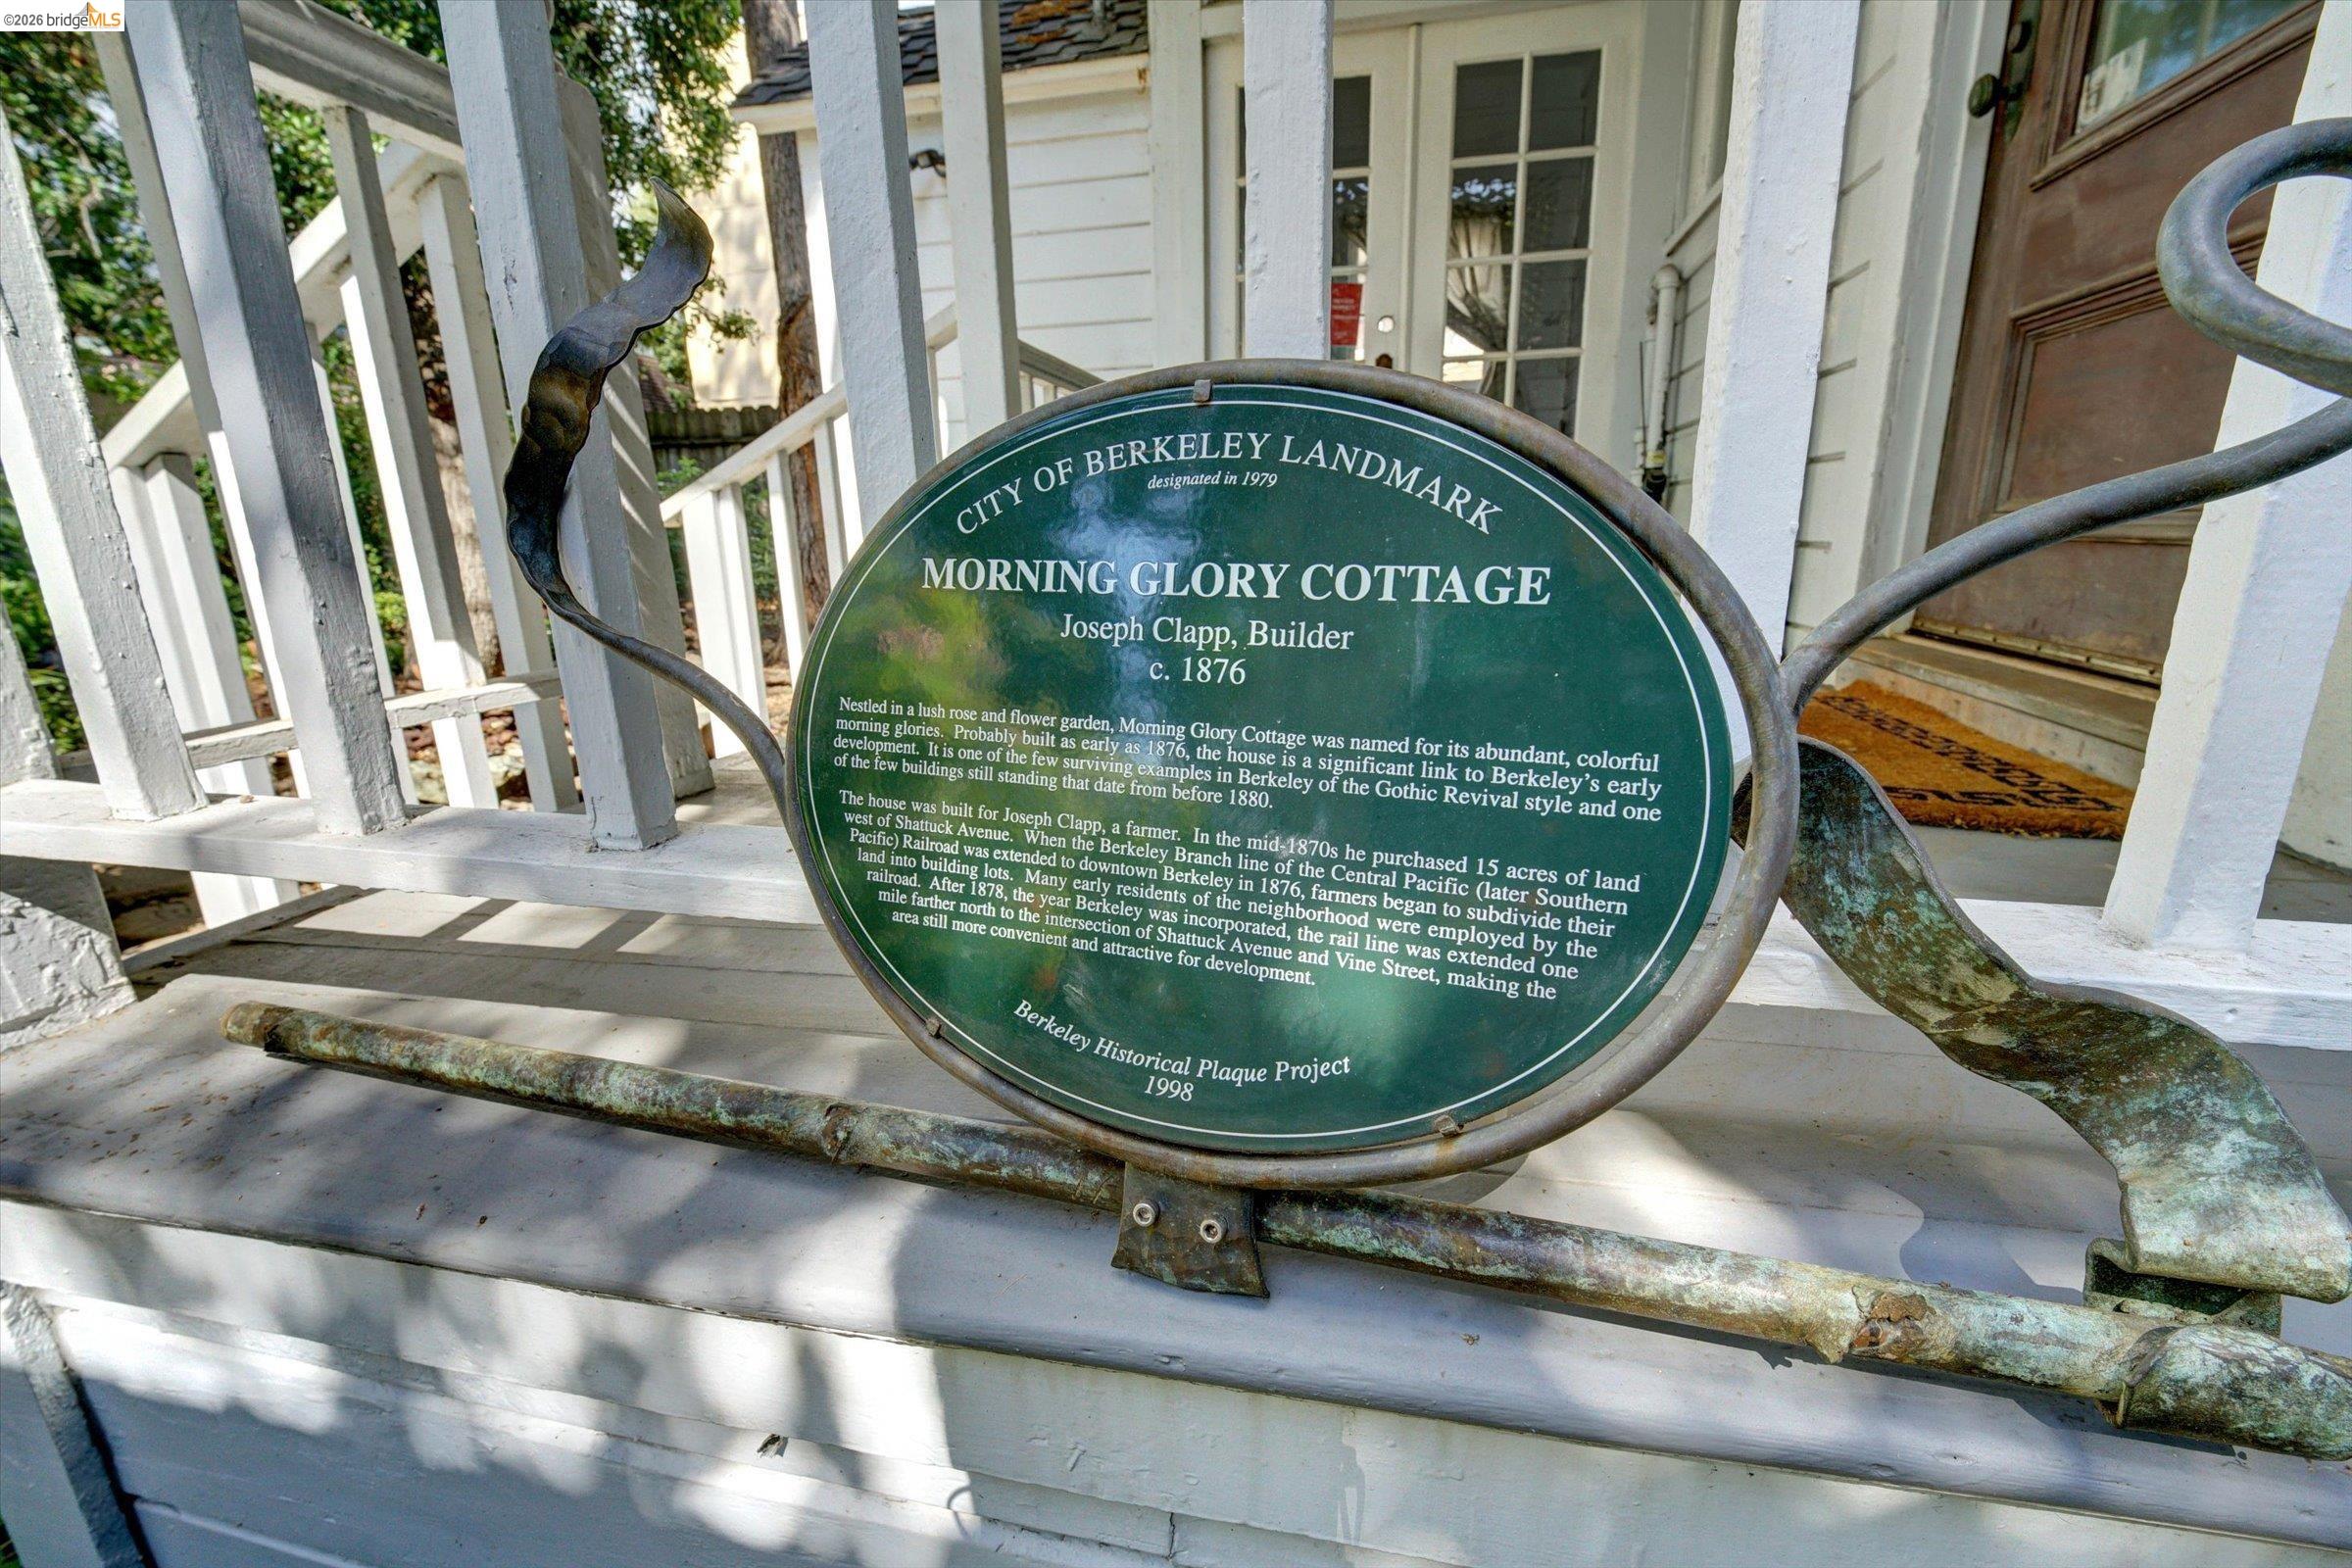 ©2026 bridgeMLS
CITY OF BERKELEY LANDMARK
designated in 1979
MORNING GLORY COTTAGE
Joseph Clapp, Builder
c. 1876
Nestled in a lush rose and flower garden, Morning Glory Cottage was named for its abundant, colorful
morning glories. Probably built as early as 1876, the house is a significant link to Berkeley's early
development. It is one of the few surviving examples in Berkeley of the Gothic Revival style and one
of the few buildings still standing that date from before 1880.
The house was built for Joseph Clapp, a farmer. In the mid-1870s he purchased 15 acres of land
west of Shattuck Avenue. When the Berkeley Branch line of the Central Pacific (later Southern
Pacific) Railroad was extended to downtown Berkeley in 1876, farmers began to subdivide their
land into building lots. Many early residents of the neighborhood were employed by the
railroad. After 1878, the year Berkeley was incorporated, the rail line was extended one
mile farther north to the intersection of Shattuck Avenue and Vine Street, making the
area still more convenient and attractive for development.
Berkeley Historical Plaque Project
1998